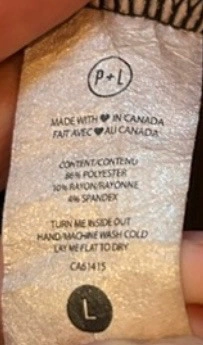 P+L
MADE WITH ♥ IN CANADA
FAIT AVEC ♥ AU CANADA
CONTENT/CONTENU
86% POLYESTER
10% RAYON/RAYONNE
4% SPANDEX
TURN ME INSIDE OUT
HAND/MACHINE WASH COLD
LAY ME FLAT TO DRY
CA61415
L